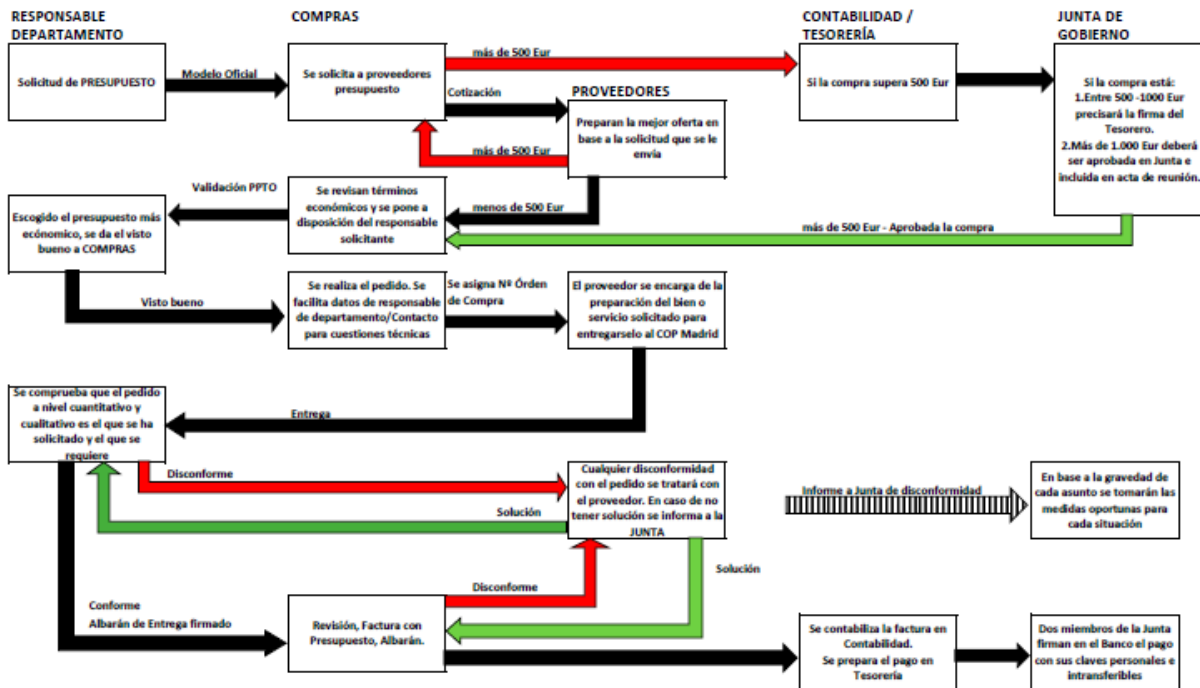 RESPONSABLE
DEPARTAMENTO
COMPRAS
CONTABILIDAD /
TESORERÍA
JUNTA DE
GOBIERNO
Solicitud de PRESUPUESTO
Modelo Oficial
Se solicita a proveedores
presupuesto
más de 500 Eur
Cotización
PROVEEDORES
Preparan la mejor oferta en
base a la solicitud que se le
envia
más de 500 Eur
Si la compra supera 500 Eur
Si la compra está:
1.Entre 500 -1000 Eur
precisará la firma del
Tesorero.
2.Más de 1.000 Eur deberá
ser aprobada en Junta e
incluida en acta de reunión.
Validación PPTO
Se revisan términos
económicos y se pone a
disposición del responsable
solicitante
menos de 500 Eur
más de 500 Eur - Aprobada la compra
Escogido el presupuesto más
ecónomico, se da el visto
bueno a COMPRAS
Visto bueno
Se realiza el pedido. Se
facilita datos de responsable
de departamento/Contacto
para cuestiones técnicas
Se asigna Nº Órden
de Compra
El proveedor se encarga de la
preparación del bien o
servicio solicitado para
entregarselo al COP Madrid
Se comprueba que el pedido
a nivel cuantitativo y
cualitativo es el que se ha
solicitado y el que se
requiere
Entrega
Disconforme
Solución
Cualquier disconformidad
con el pedido se tratará con
el proveedor. En caso de no
tener solución se informa a la
JUNTA
Informe a Junta de disconformidad
En base a la gravedad de
cada asunto se tomarán las
medidas oportunas para
cada situación
Disconforme
Solución
Conforme
Albarán de Entrega firmado
Revisión, Factura con
Presupuesto, Albarán.
Se contabiliza la factura en
Contabilidad.
Se prepara el pago en
Tesorería
Dos miembros de la Junta
firman en el Banco el pago
con sus claves personales e
intransferibles